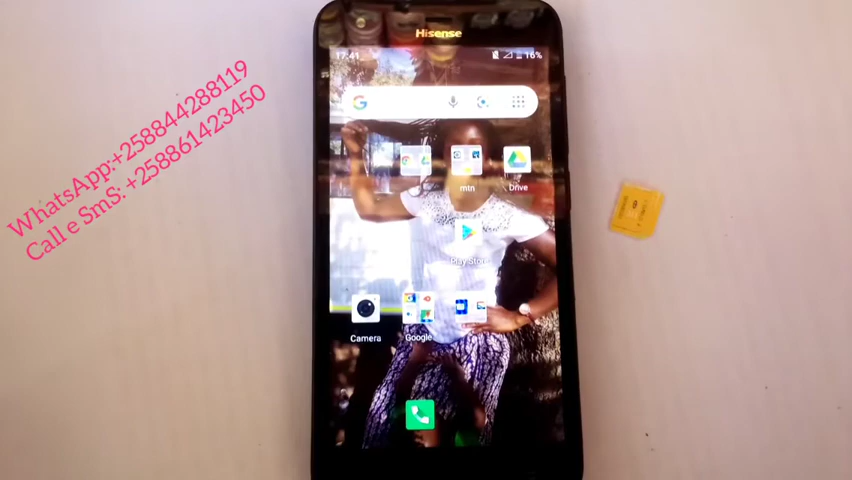 Hisense
17:41
16%
mtn
Drive
Play Store
Camera
Google
WhatsApp:+258844288119
Call e SmS: +258861423450